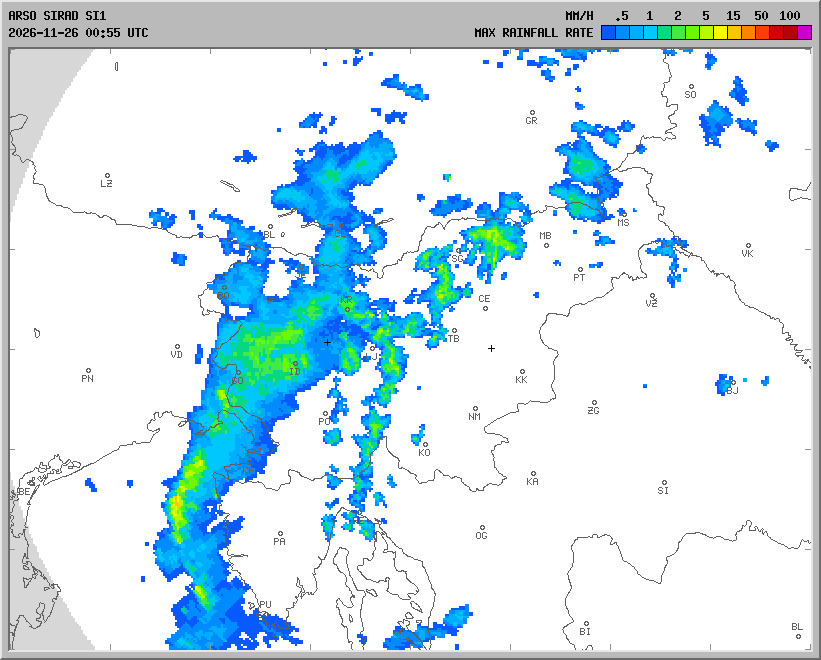 ARSO SIRAD SI1
2026-11-26 00:55 UTC
MM/H .5 1 2 5 15 50 100
MAX RAINFALL RATE
SO
GR
LZ
MS
BL
MB
SG
VK
PT
CE
VZ
KR
TB
VD
LJ
PN
ID
GO
KK
BJ
NM
ZG
PO
KO
KA
BE
SI
OG
PA
PU
BI
BL